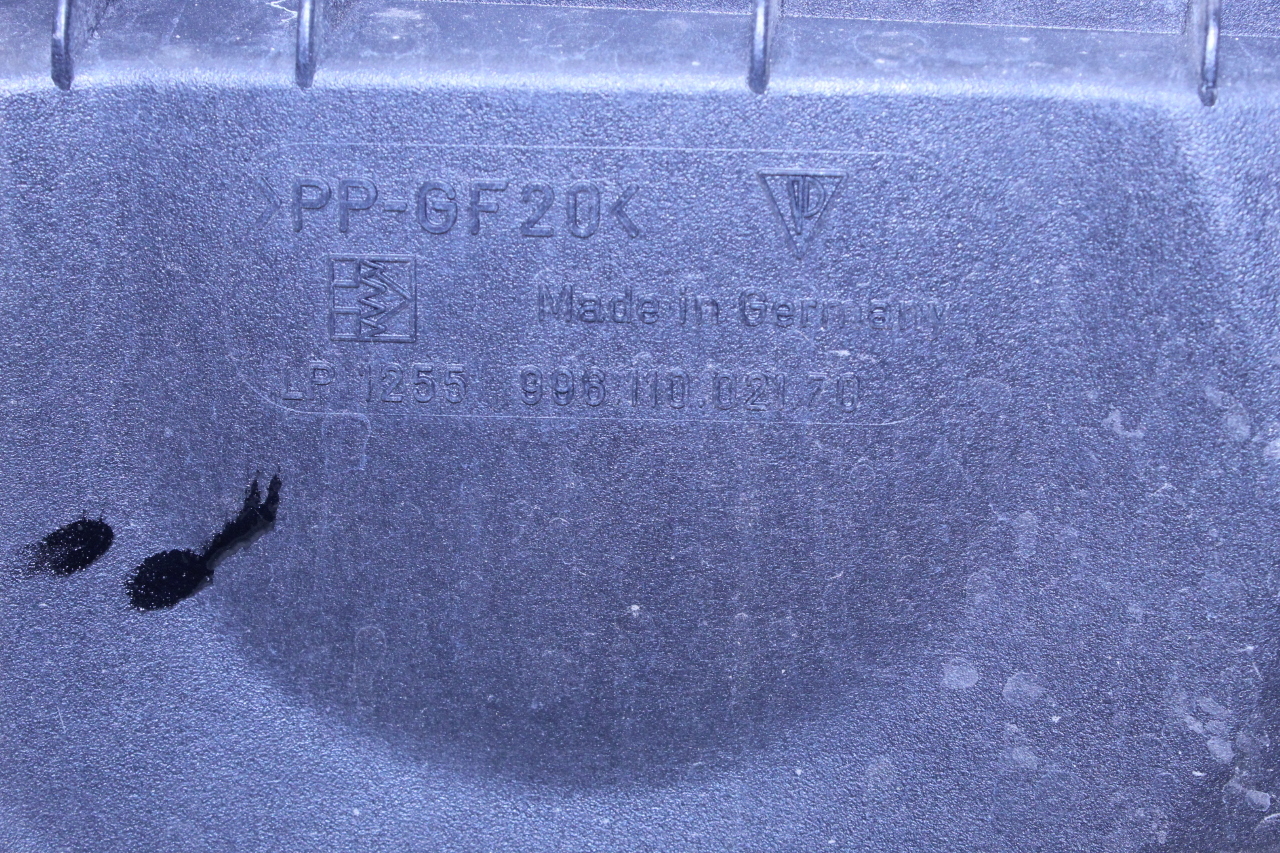 >PP-GF20<
Made in Germany
LP 1255 996.110.021.70